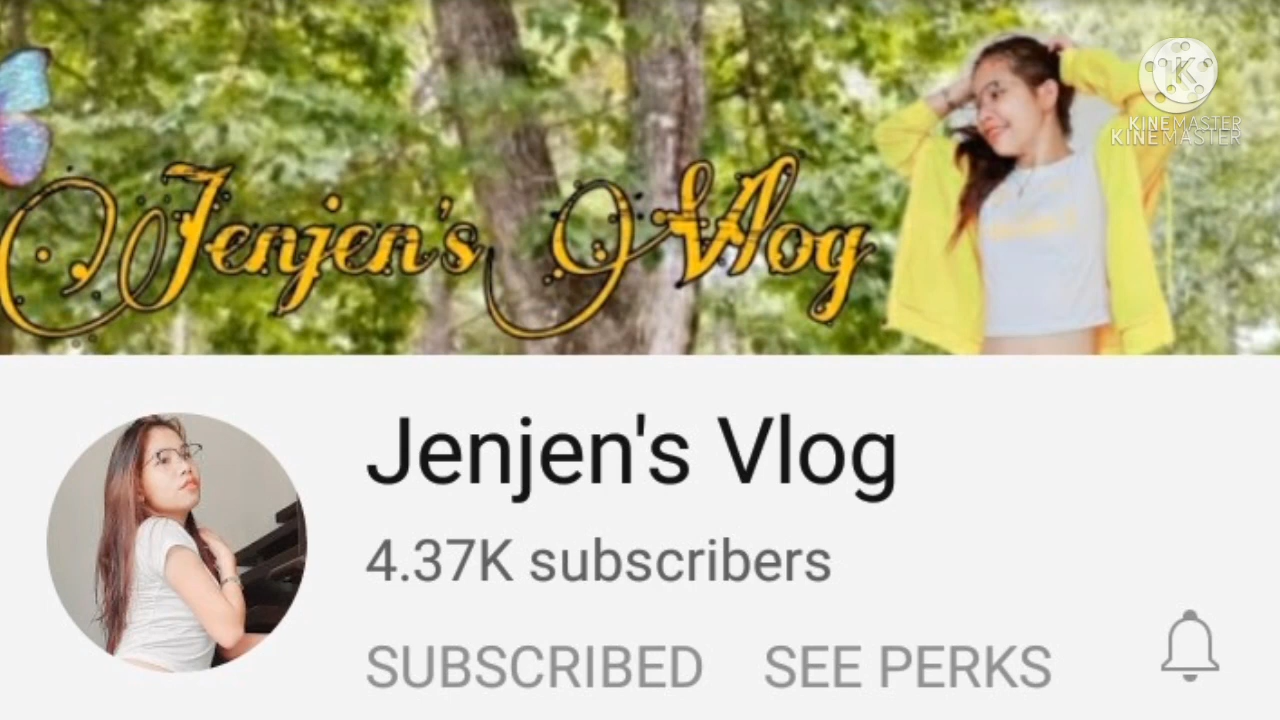 K
KINEMASTER
KINEMASTER
Jenjen's Vlog
Jenjen's Vlog
4.37K subscribers
SUBSCRIBED SEE PERKS